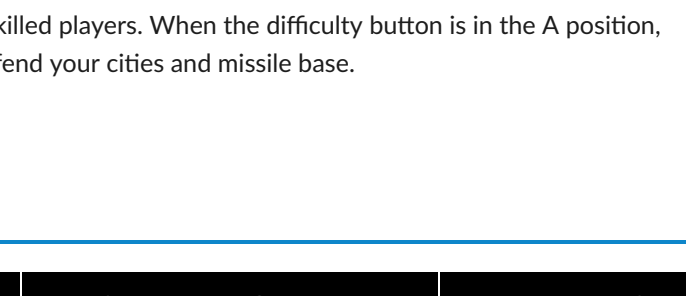 killed players. When the difficulty button is in the A position,
fend your cities and missile base.